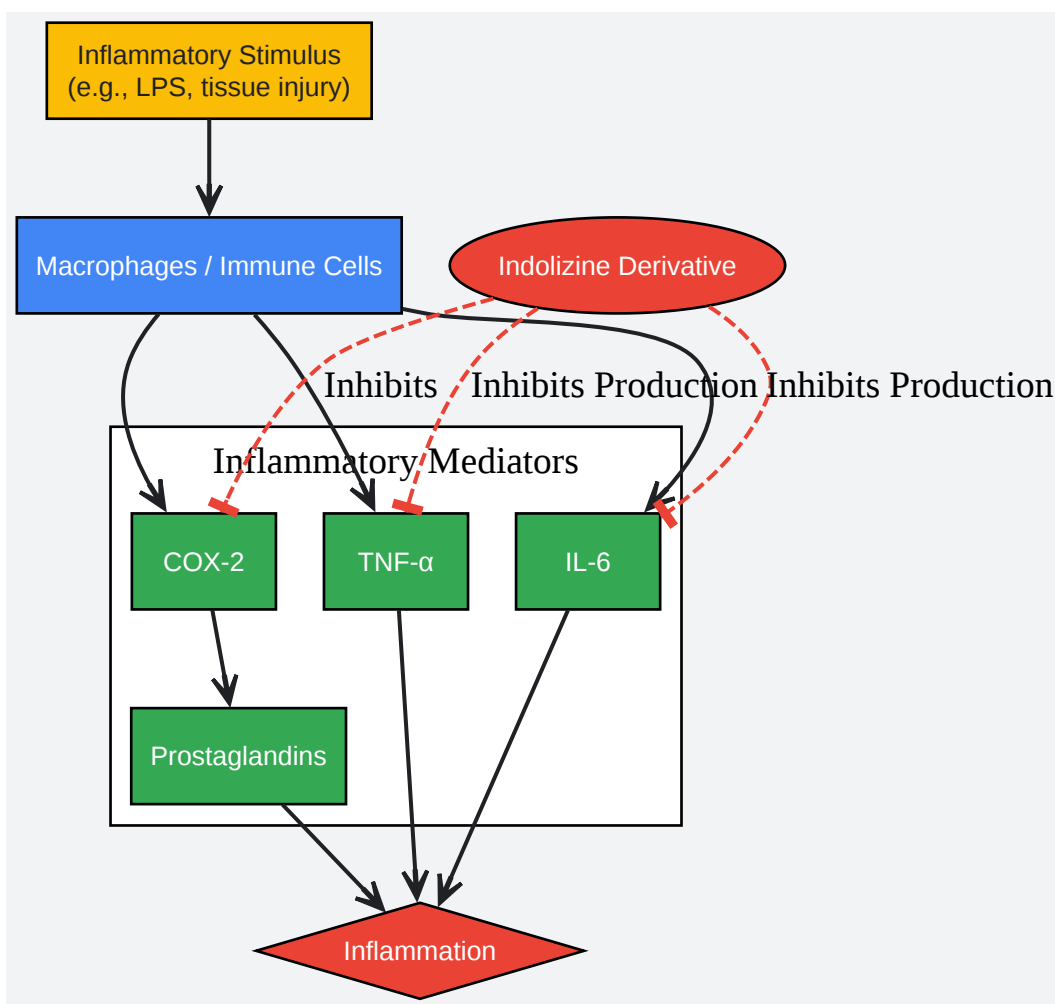 Inflammatory Stimulus
(e.g., LPS, tissue injury)
Macrophages / Immune Cells
Indolizine Derivative
Inhibits
Inhibits Production
Inhibits Production
Inflammatory Mediators
COX-2
TNF-α
IL-6
Prostaglandins
Inflammation